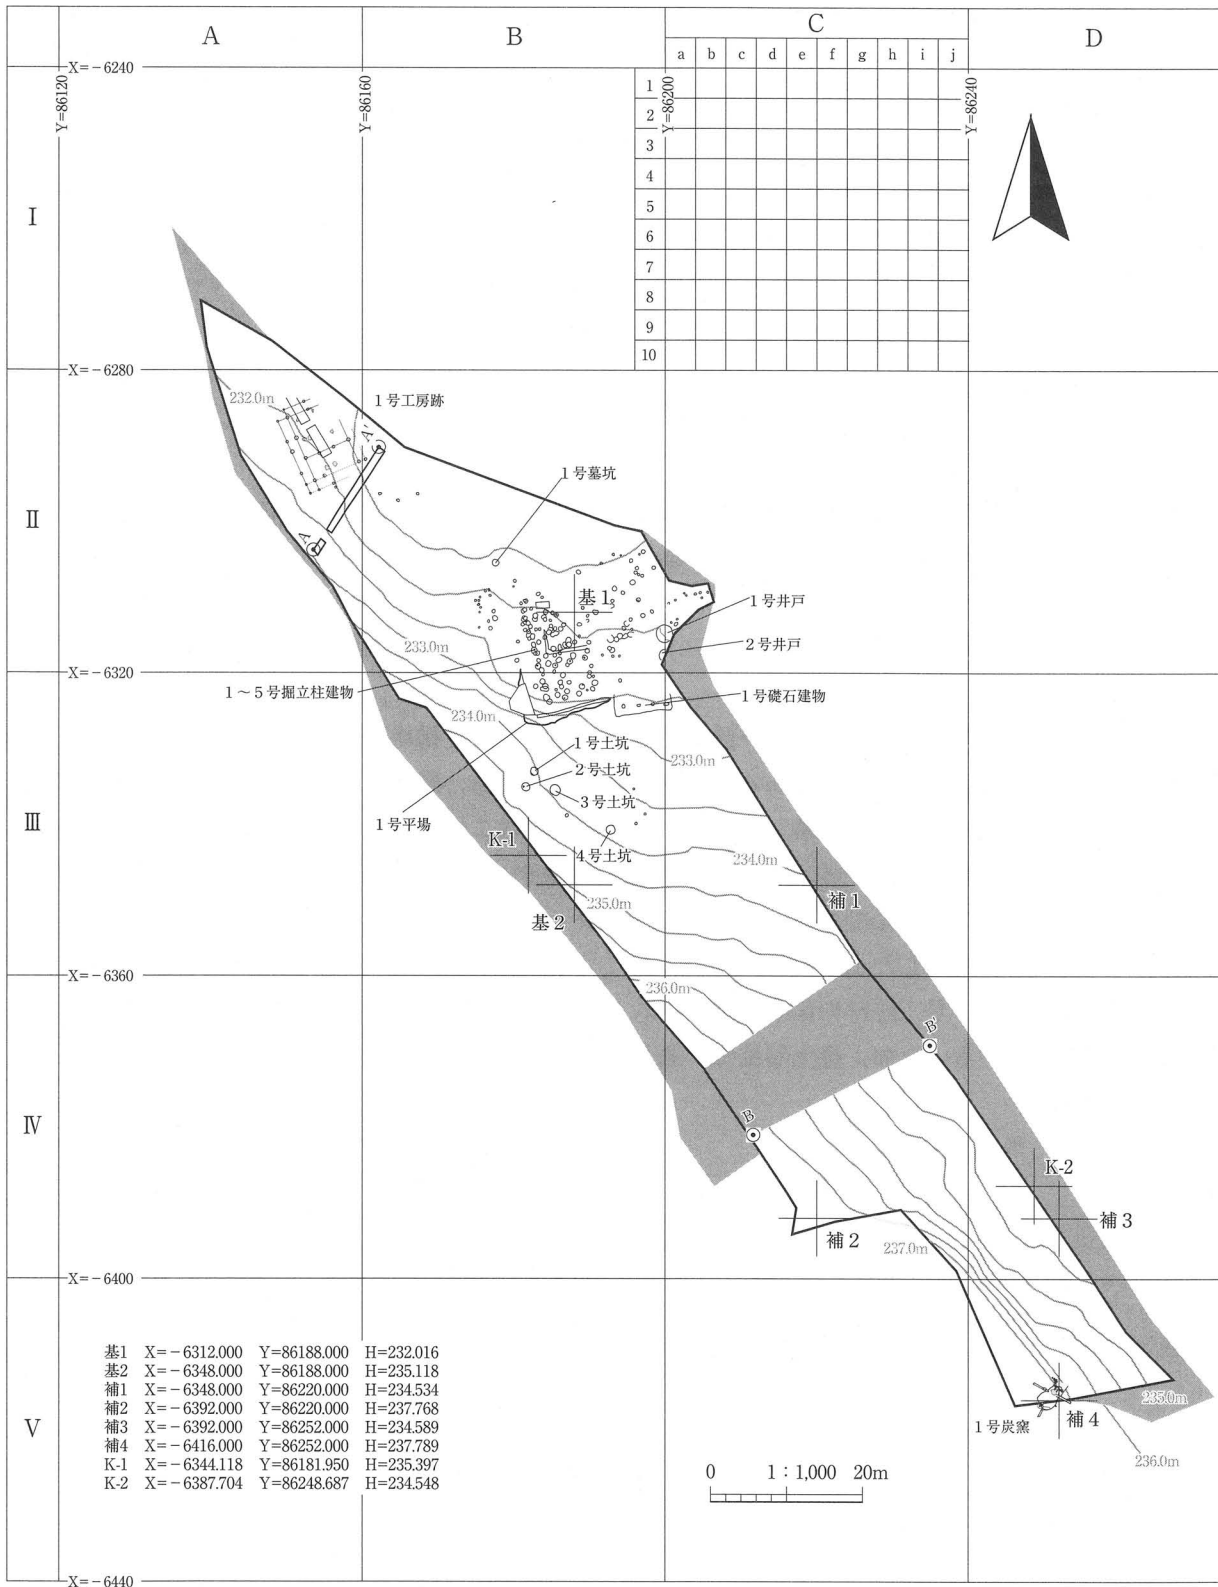 A
B
C
D
a b c d e f g h i j
X=−6240
Y=86120
Y=86160
Y=86200
Y=86240
1
2
3
4
5
6
7
8
9
10
Ⅰ
X=−6280
232.0m
1号工房跡
A′
1号墓坑
Ⅱ
A
基1
1号井戸
2号井戸
233.0m
X=−6320
1～5号掘立柱建物
1号礎石建物
234.0m
1号土坑
233.0m
2号土坑
3号土坑
1号平場
Ⅲ
K-1
4号土坑
234.0m
235.0m
補1
基2
X=−6360
236.0m
B′
B
Ⅳ
K-2
補3
補2
237.0m
X=−6400
基1 X=−6312.000 Y=86188.000 H=232.016
基2 X=−6348.000 Y=86188.000 H=235.118
補1 X=−6348.000 Y=86220.000 H=234.534
補2 X=−6392.000 Y=86220.000 H=237.768
補3 X=−6392.000 Y=86252.000 H=234.589
補4 X=−6416.000 Y=86252.000 H=237.789
K-1 X=−6344.118 Y=86181.950 H=235.397
K-2 X=−6387.704 Y=86248.687 H=234.548
235.0m
Ⅴ
1号炭窯
補4
236.0m
0 1：1,000 20m
X=−6440